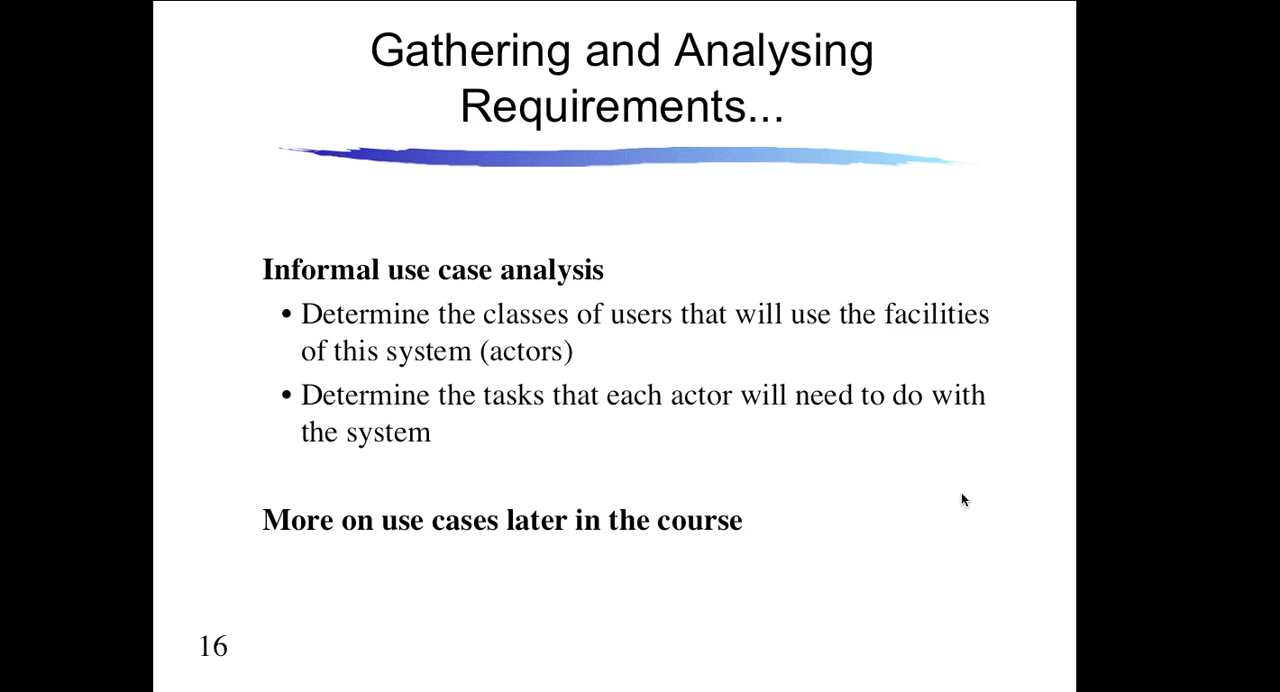 Gathering and Analysing
Requirements...
Informal use case analysis
• Determine the classes of users that will use the facilities
of this system (actors)
• Determine the tasks that each actor will need to do with
the system
More on use cases later in the course
16